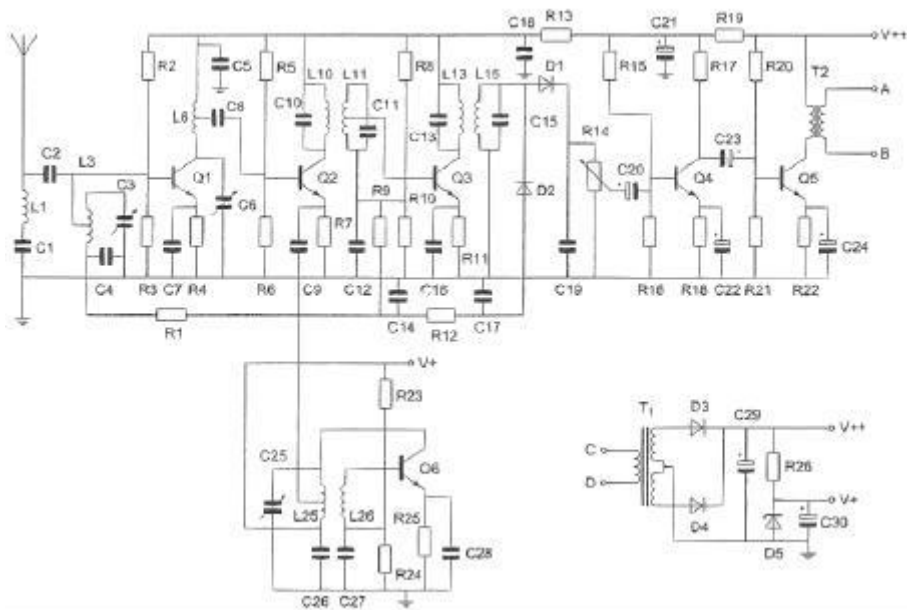 C18 R13 C21 R19
V++
R2 C5 R5 L10 L11 R8 L13 L15 D1 R15 R17 R20 T2
A
L6 C8 C10 C11 C13 C15 R14 C23
C2 L3 C20 B
C3 Q1 Q2 Q3 D2 Q4 Q5
L1 C6 R7 R9 R10
C1 R11 C24
C4 R3 C7 R4 R6 C9 C12 C16 C19 R16 R18 C22 R21 R22
R1 C14 R12 C17
V+
R23
T1 D3 C29
V++
C25 O6 C
R26
D
L25 L26 R25 V+
D4 C30
C28 D5
R24
C26 C27